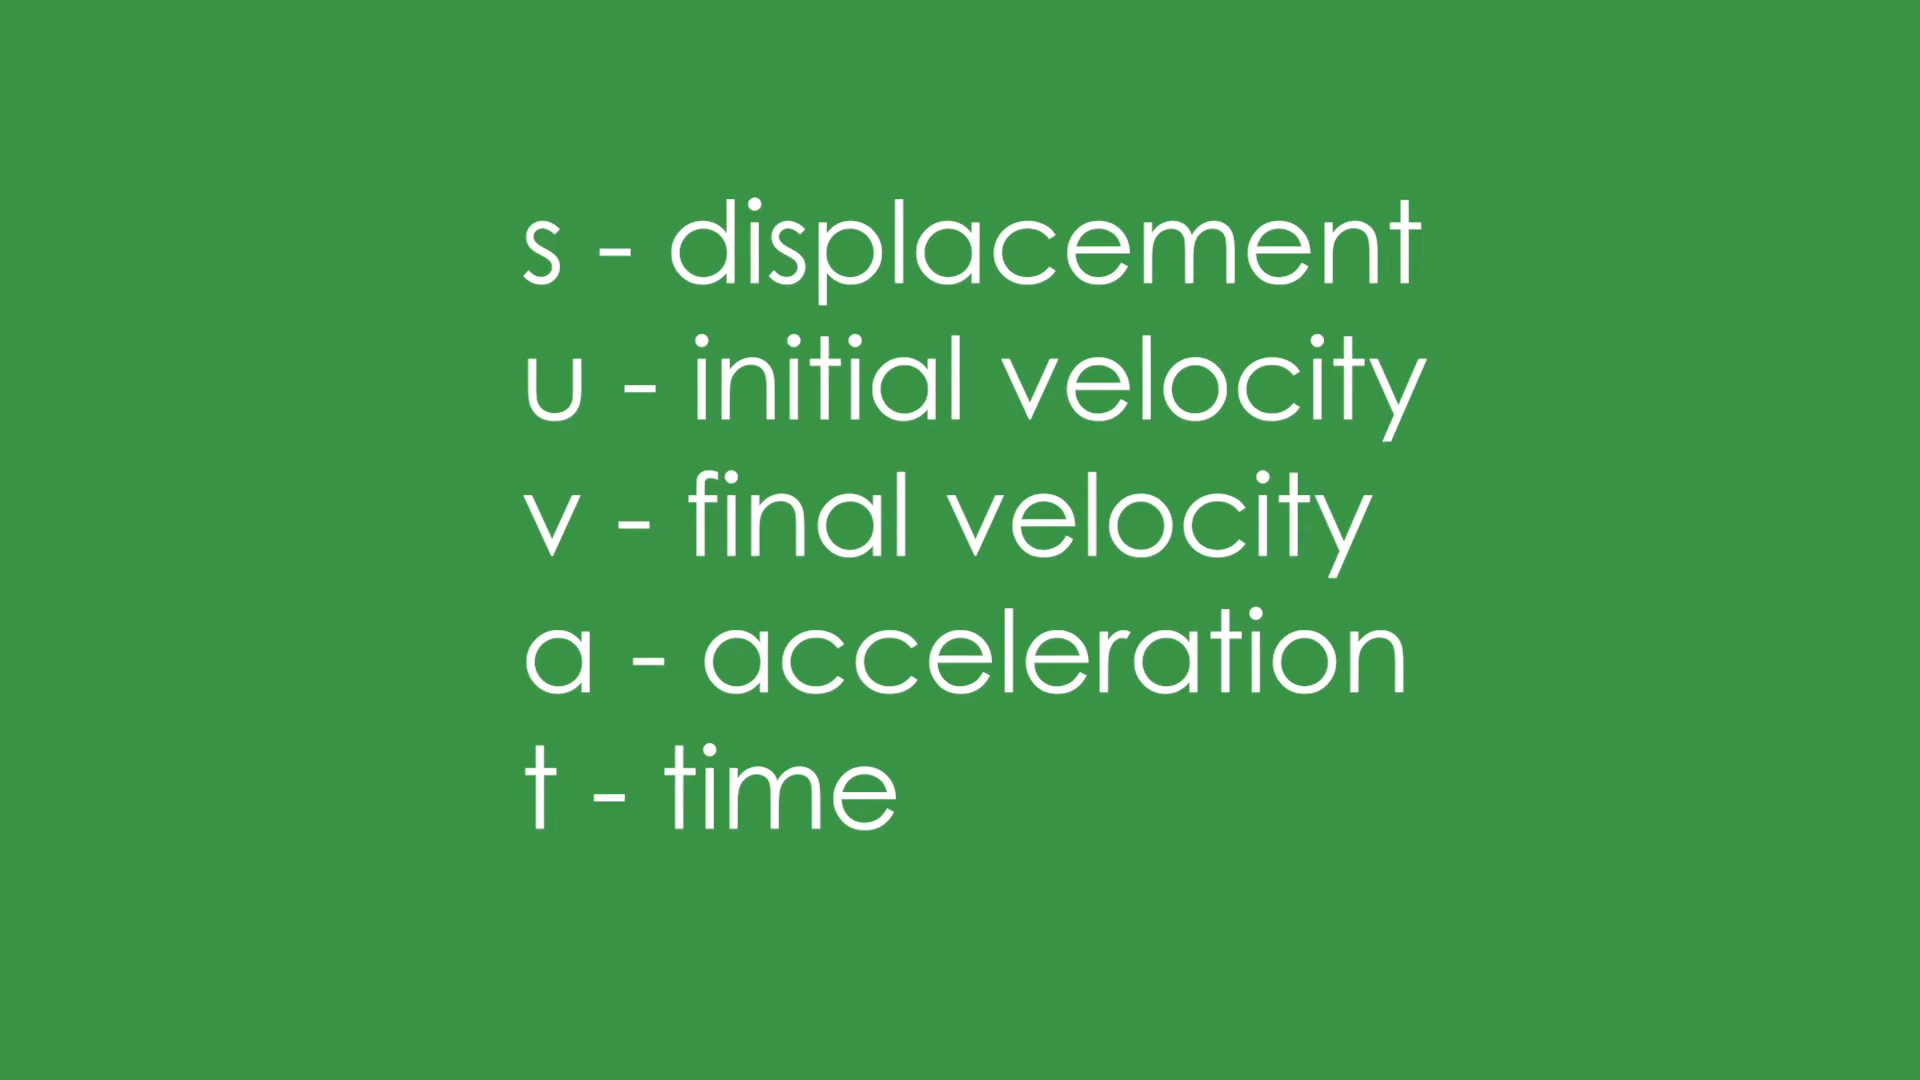 s - displacement
u - initial velocity
v - final velocity
a - acceleration
t - time